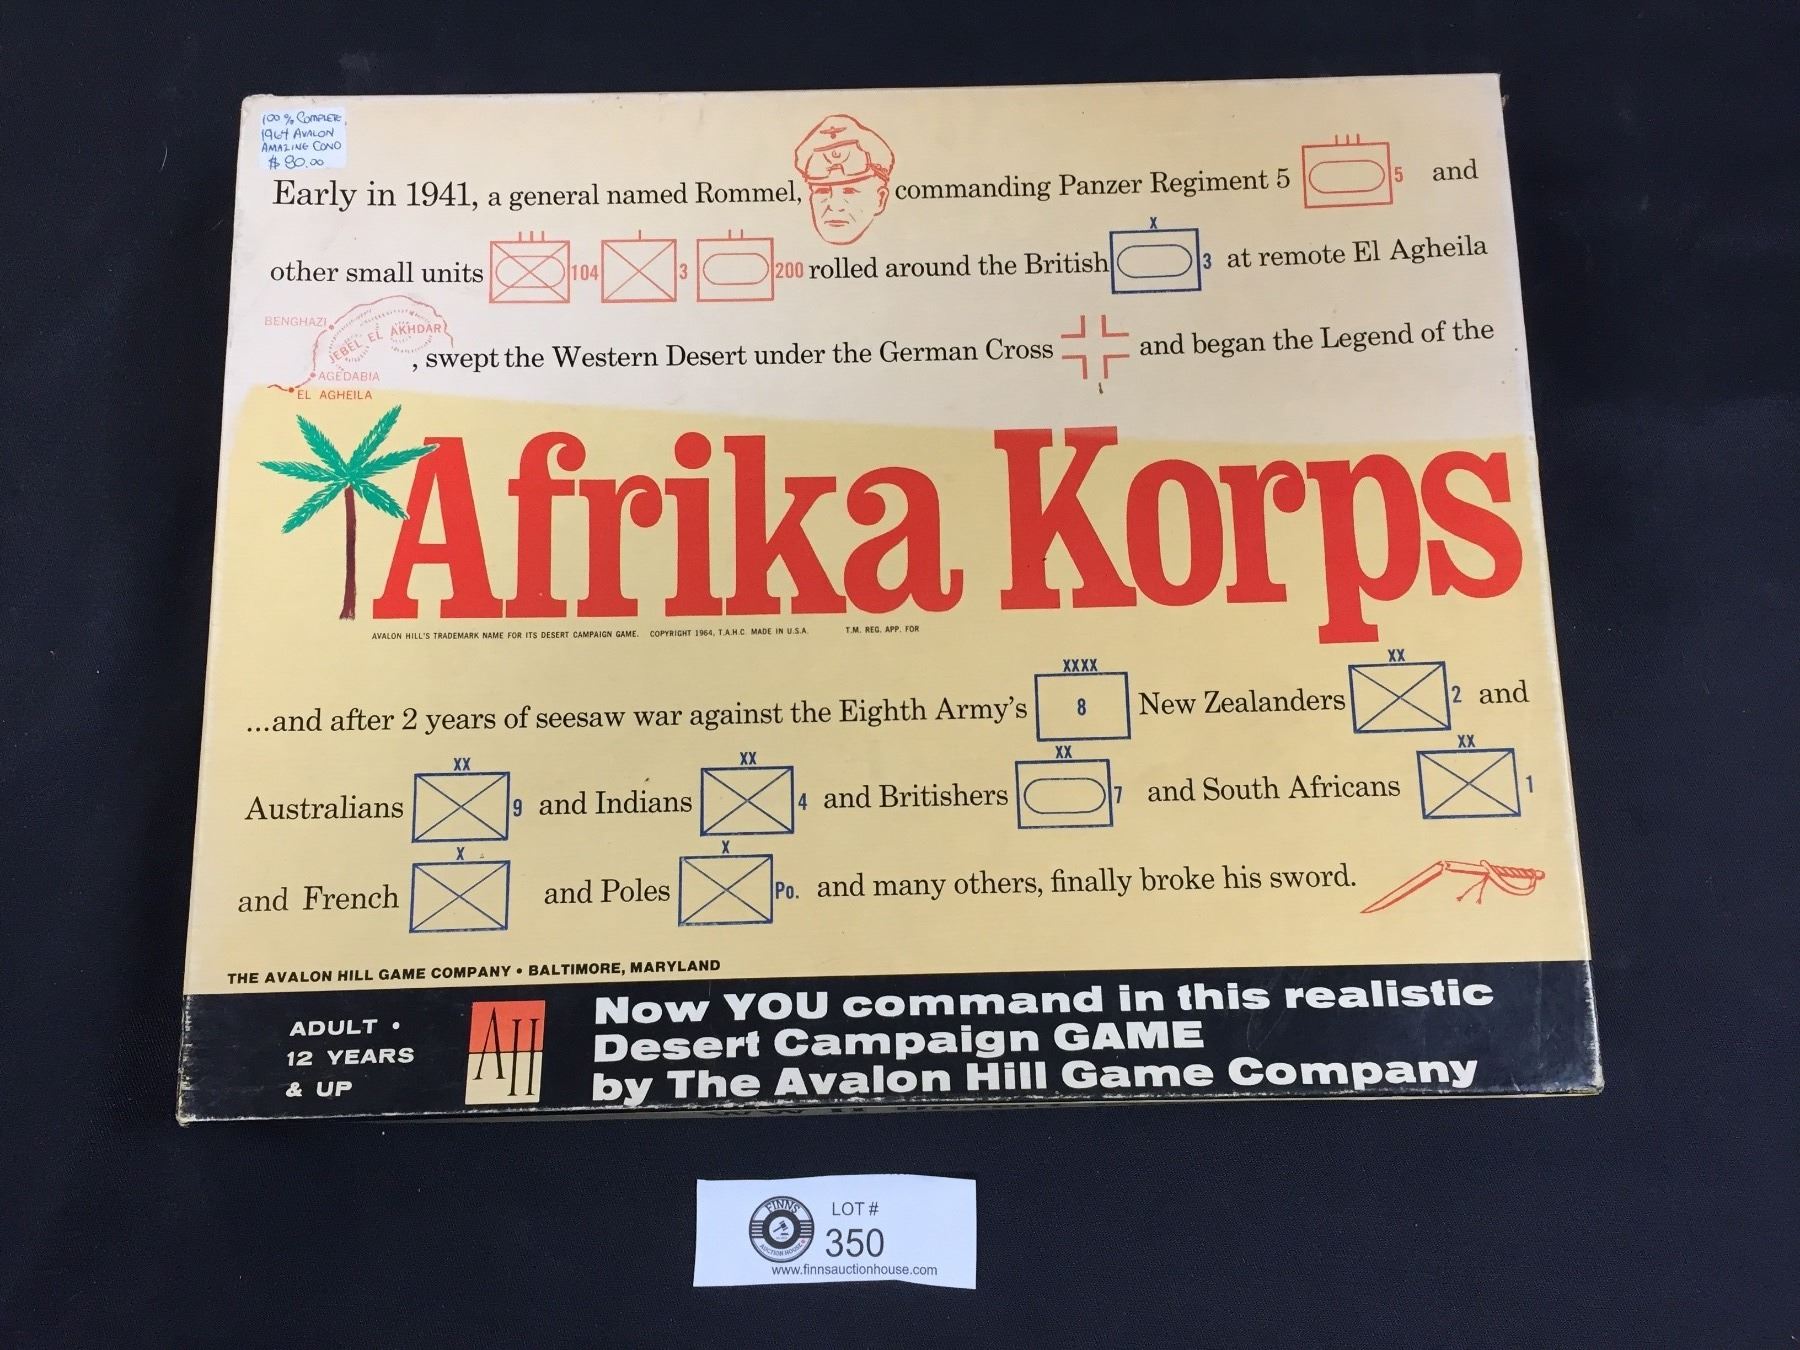 100% COMPLETE,
1964 AVALON
AMAZING COND
$80.00
Early in 1941, a general named Rommel, commanding Panzer Regiment 5 III 5 and
other small units III 104 I 3 II 200 rolled around the British X 3 at remote El Agheila
BENGHAZI
JEBEL EL AKHDAR
AGEDABIA
EL AGHEILA
, swept the Western Desert under the German Cross and began the Legend of the
Afrika Korps
AVALON HILL'S TRADEMARK NAME FOR ITS DESERT CAMPAIGN GAME. COPYRIGHT 1964, T.A.H.C. MADE IN U.S.A. T.M. REG. APP. FOR
...and after 2 years of seesaw war against the Eighth Army's XXXX 8 New Zealanders XX 2 and
Australians XX 9 and Indians XX 4 and Britishers XX 7 and South Africans XX 1
and French X and Poles X Po. and many others, finally broke his sword.
THE AVALON HILL GAME COMPANY • BALTIMORE, MARYLAND
ADULT •
12 YEARS
& UP
AH
Now YOU command in this realistic
Desert Campaign GAME
by The Avalon Hill Game Company
FINNS
AUCTION HOUSE
LOT #
350
www.finnsauctionhouse.com